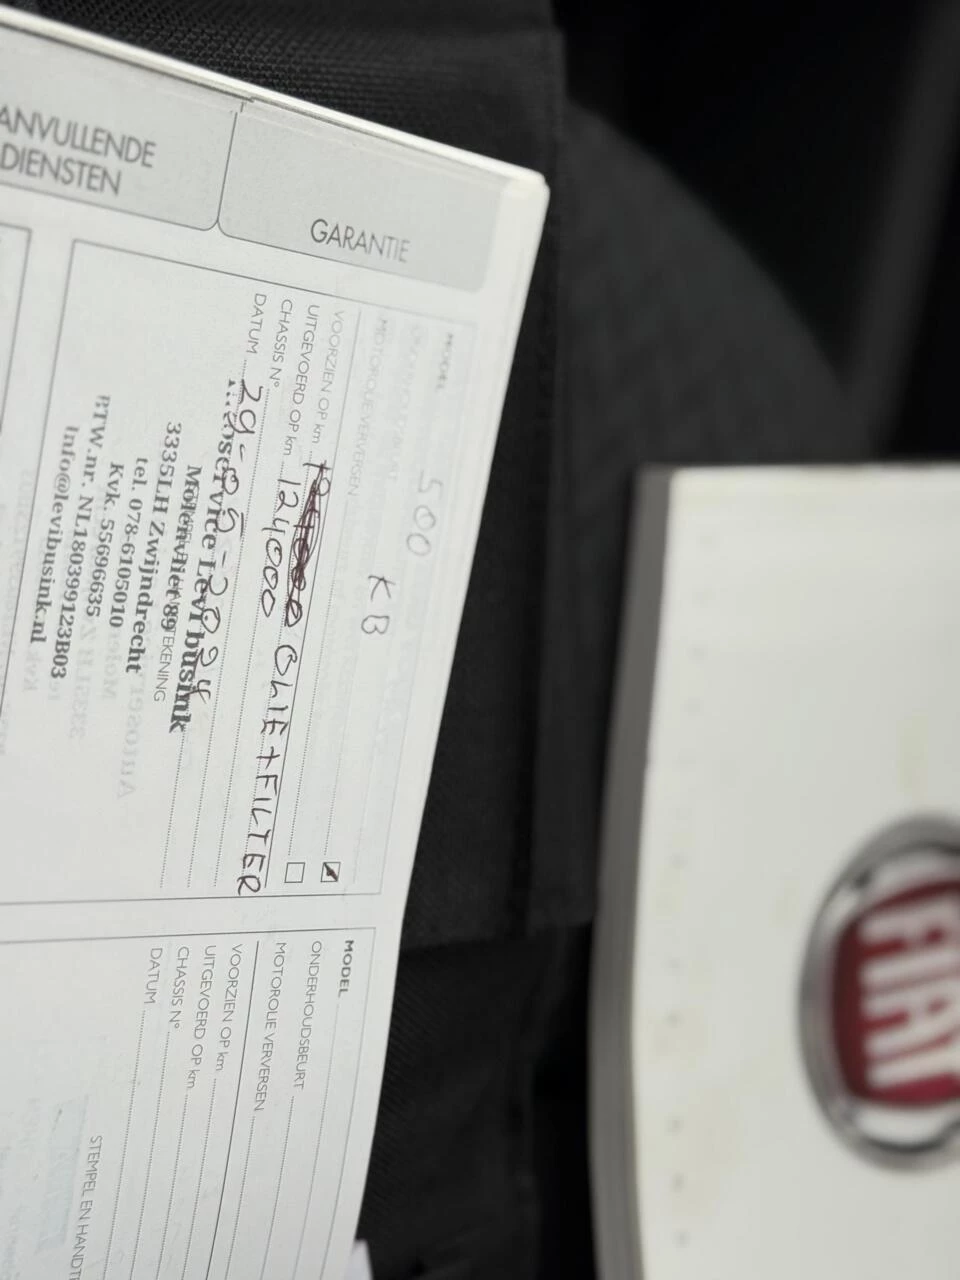 AANVULLENDE
DIENSTEN
GARANTIE
MODEL 500
KB
MOTOROLIE VERVERSEN
VOORZIEN OP km
UITGEVOERD OP km 124000 OLIE + FILTER
CHASSIS N°
DATUM 29-05-2024
Autoservice Levi busink
Molenvliet 89
3335LH Zwijndrecht
tel. 078-6105010
Kvk. 55696635
BTW.nr. NL180399123B03
Info@levibusink.nl
MODEL
ONDERHOUDSBEURT
MOTOROLIE VERVERSEN
VOORZIEN OP km
UITGEVOERD OP km
CHASSIS N°
DATUM
STEMPEL EN HANDT
FIAT